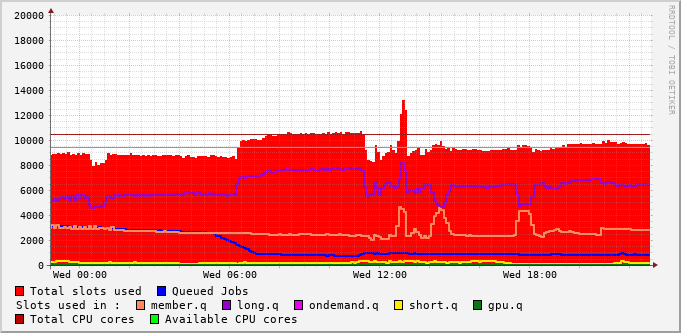 20000
18000
16000
14000
12000
10000
8000
6000
4000
2000
0
Wed 00:00 Wed 06:00 Wed 12:00 Wed 18:00
RRDTOOL / TOBI OETIKER
Total slots used Queued Jobs
Slots used in : member.q long.q ondemand.q short.q gpu.q
Total CPU cores Available CPU cores